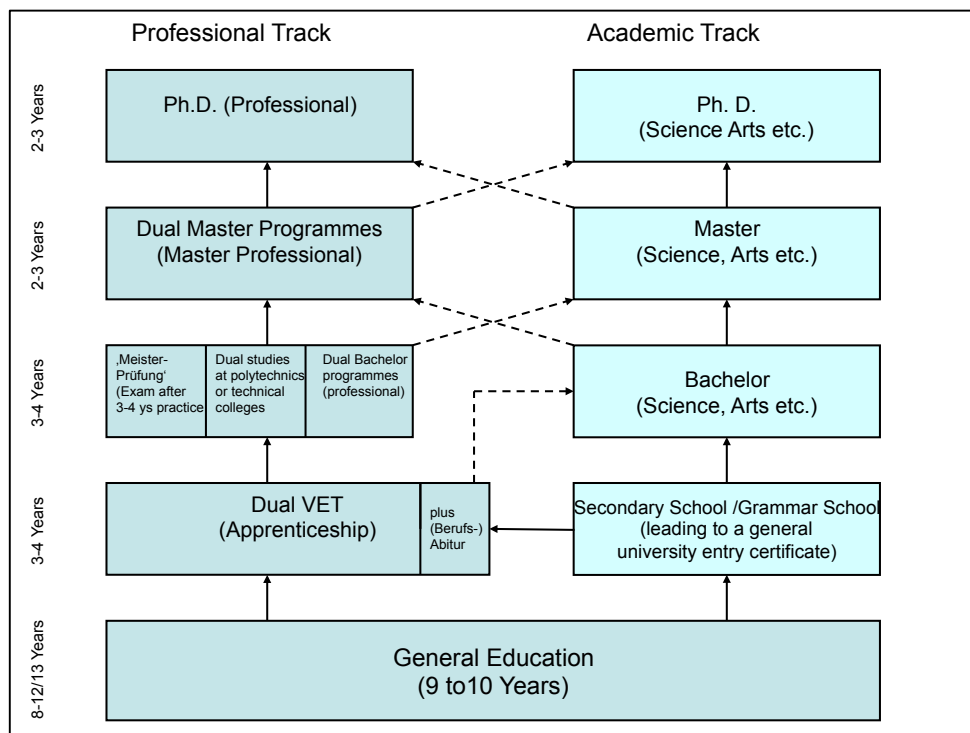 Professional Track
Academic Track
2-3 Years
Ph.D. (Professional)
Ph. D.
(Science Arts etc.)
2-3 Years
Dual Master Programmes
(Master Professional)
Master
(Science, Arts etc.)
3-4 Years
‚Meister-
Prüfung‘
(Exam after
3-4 ys practice
Dual studies
at polytechnics
or technical
colleges
Dual Bachelor
programmes
(professional)
Bachelor
(Science, Arts etc.)
3-4 Years
Dual VET
(Apprenticeship)
plus
(Berufs-)
Abitur
Secondary School /Grammar School
(leading to a general
university entry certificate)
8-12/13 Years
General Education
(9 to10 Years)